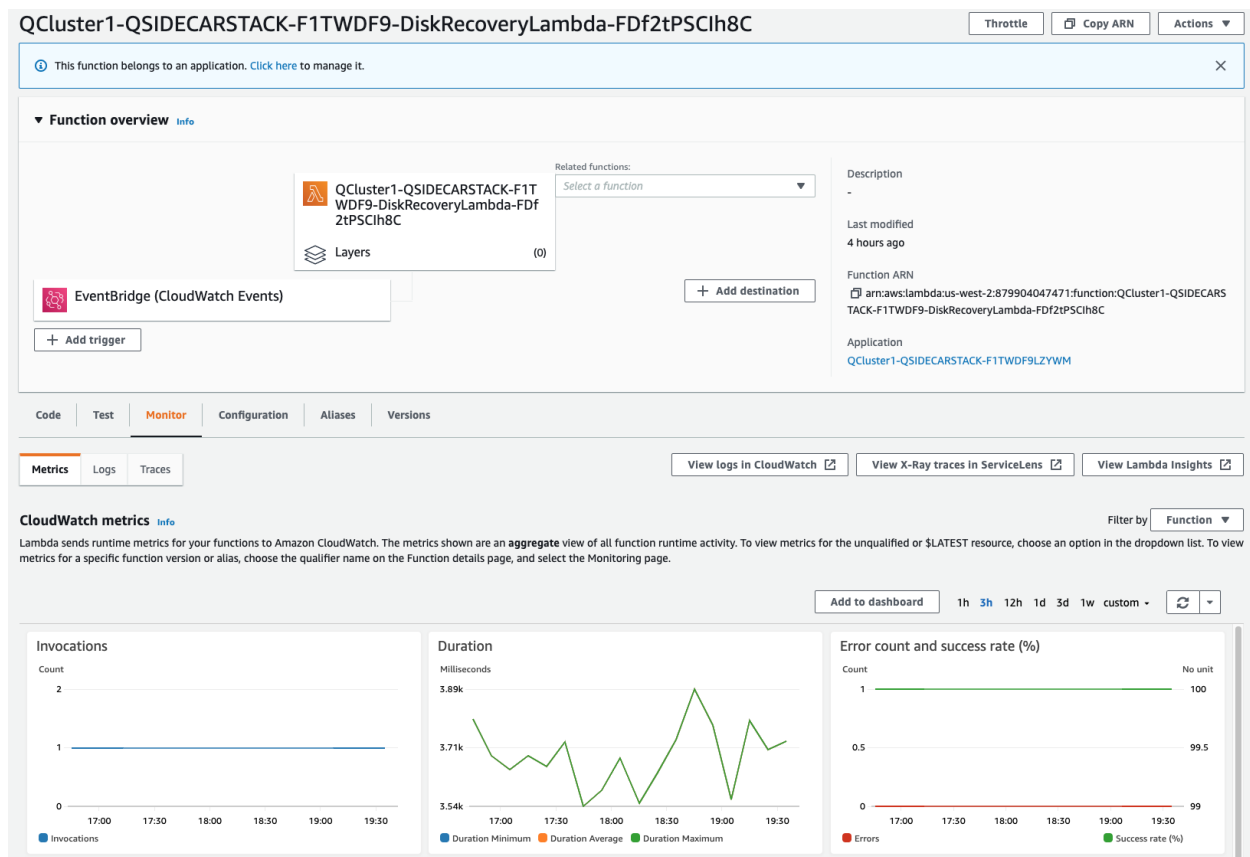 QCluster1-QSIDECARSTACK-F1TWDF9-DiskRecoveryLambda-FDf2tPSCIh8C
Throttle
Copy ARN
Actions
This function belongs to an application. Click here to manage it.
Function overview Info
Related functions:
Select a function
QCluster1-QSIDECARSTACK-F1T
WDF9-DiskRecoveryLambda-FDf
2tPSCIh8C
Layers
(0)
EventBridge (CloudWatch Events)
Add trigger
Add destination
Description
-
Last modified
4 hours ago
Function ARN
arn:aws:lambda:us-west-2:879904047471:function:QCluster1-QSIDECARS
TACK-F1TWDF9-DiskRecoveryLambda-FDf2tPSCIh8C
Application
QCluster1-QSIDECARSTACK-F1TWDF9LZYWM
Code
Test
Monitor
Configuration
Aliases
Versions
Metrics
Logs
Traces
View logs in CloudWatch
View X-Ray traces in ServiceLens
View Lambda Insights
CloudWatch metrics Info
Filter by
Function
Lambda sends runtime metrics for your functions to Amazon CloudWatch. The metrics shown are an aggregate view of all function runtime activity. To view metrics for the unqualified or $LATEST resource, choose an option in the dropdown list. To view
metrics for a specific function version or alias, choose the qualifier name on the Function details page, and select the Monitoring page.
Add to dashboard
1h 3h 12h 1d 3d 1w custom
Invocations
Count
2
1
0
17:00 17:30 18:00 18:30 19:00 19:30
Invocations
Duration
Milliseconds
3.89k
3.71k
3.54k
17:00 17:30 18:00 18:30 19:00 19:30
Duration Minimum Duration Average Duration Maximum
Error count and success rate (%)
Count
No unit
1
100
0.5
99.5
0
99
17:00 17:30 18:00 18:30 19:00 19:30
Errors
Success rate (%)